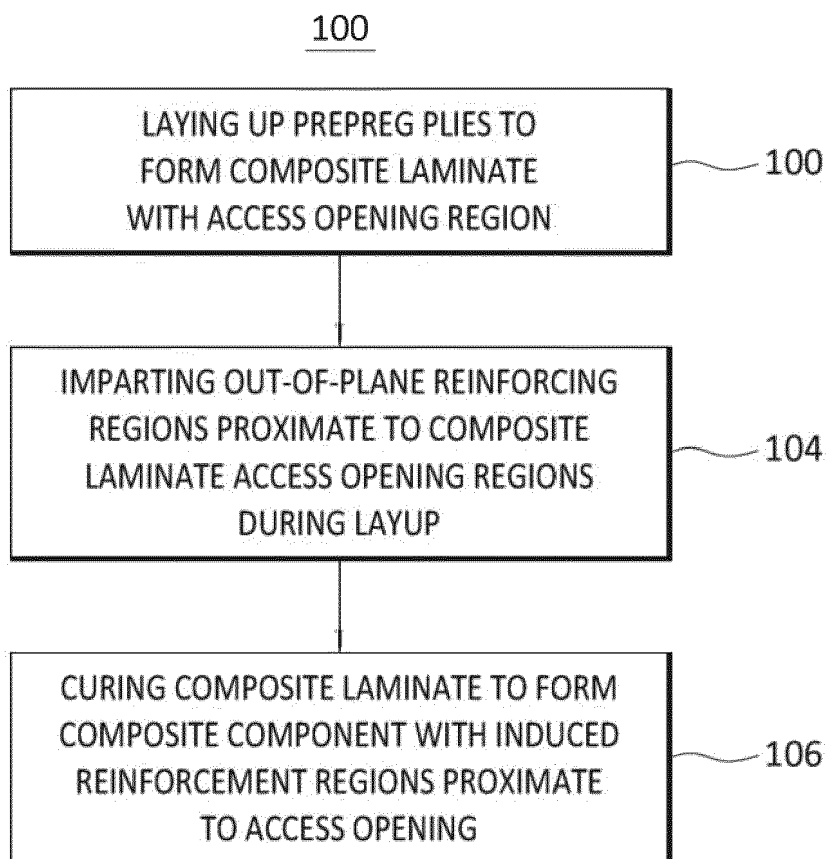 100
LAYING UP PREPREG PLIES TO
FORM COMPOSITE LAMINATE
WITH ACCESS OPENING REGION
100
IMPARTING OUT-OF-PLANE REINFORCING
REGIONS PROXIMATE TO COMPOSITE
LAMINATE ACCESS OPENING REGIONS
DURING LAYUP
104
CURING COMPOSITE LAMINATE TO FORM
COMPOSITE COMPONENT WITH INDUCED
REINFORCEMENT REGIONS PROXIMATE
TO ACCESS OPENING
106